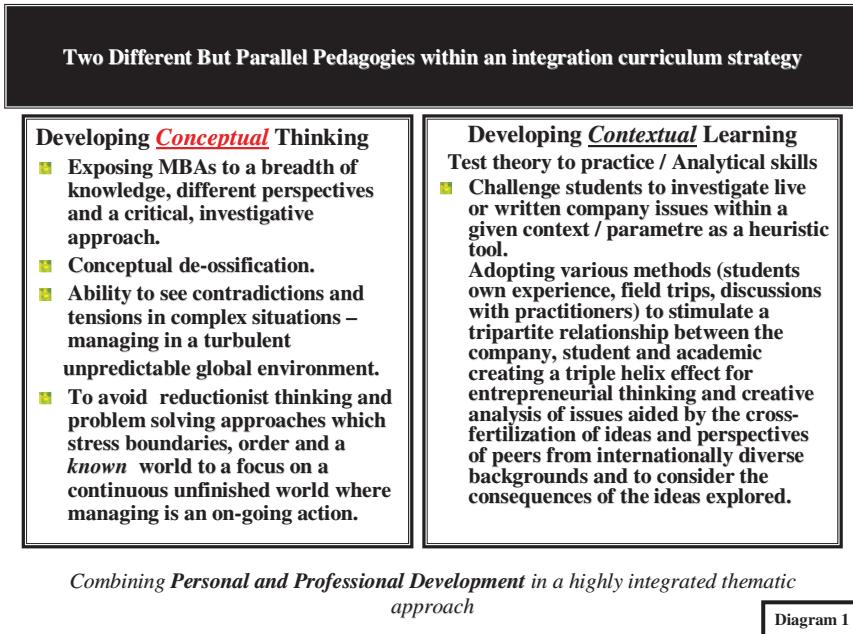 Two Different But Parallel Pedagogies within an integration curriculum strategy
Developing Conceptual Thinking
Exposing MBAs to a breadth of
knowledge, different perspectives
and a critical, investigative
approach.
Conceptual de-ossification.
Ability to see contradictions and
tensions in complex situations –
managing in a turbulent
unpredictable global environment.
To avoid reductionist thinking and
problem solving approaches which
stress boundaries, order and a
known world to a focus on a
continuous unfinished world where
managing is an on-going action.
Developing Contextual Learning
Test theory to practice / Analytical skills
Challenge students to investigate live
or written company issues within a
given context / parametre as a heuristic
tool.
Adopting various methods (students
own experience, field trips, discussions
with practitioners) to stimulate a
tripartite relationship between the
company, student and academic
creating a triple helix effect for
entrepreneurial thinking and creative
analysis of issues aided by the cross-
fertilization of ideas and perspectives
of peers from internationally diverse
backgrounds and to consider the
consequences of the ideas explored.
Combining Personal and Professional Development in a highly integrated thematic
approach
Diagram 1